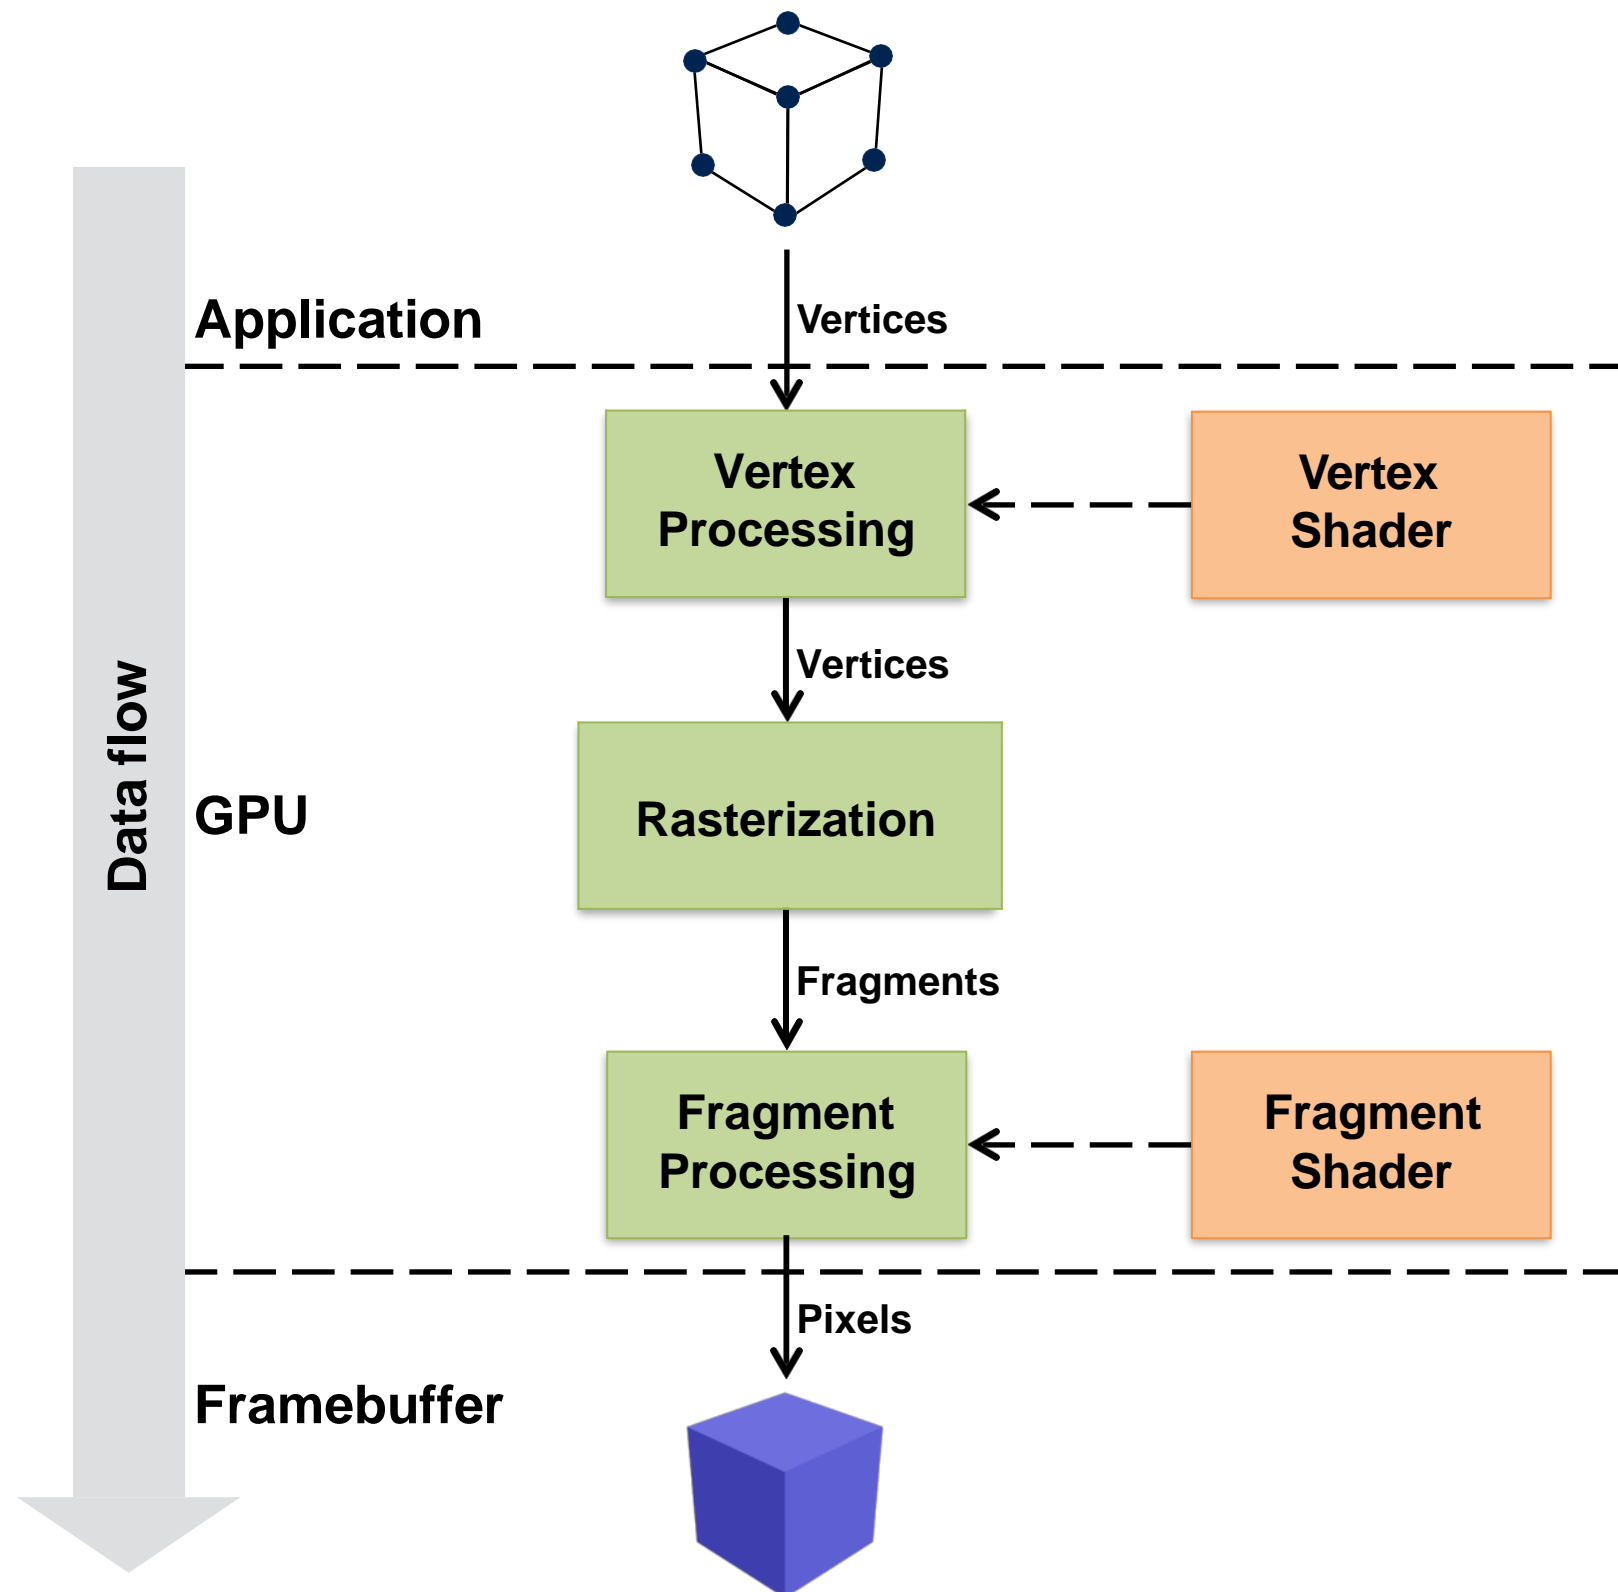 Application
Vertices
Vertex
Processing
Vertex
Shader
Vertices
Data flow
GPU
Rasterization
Fragments
Fragment
Processing
Fragment
Shader
Pixels
Framebuffer